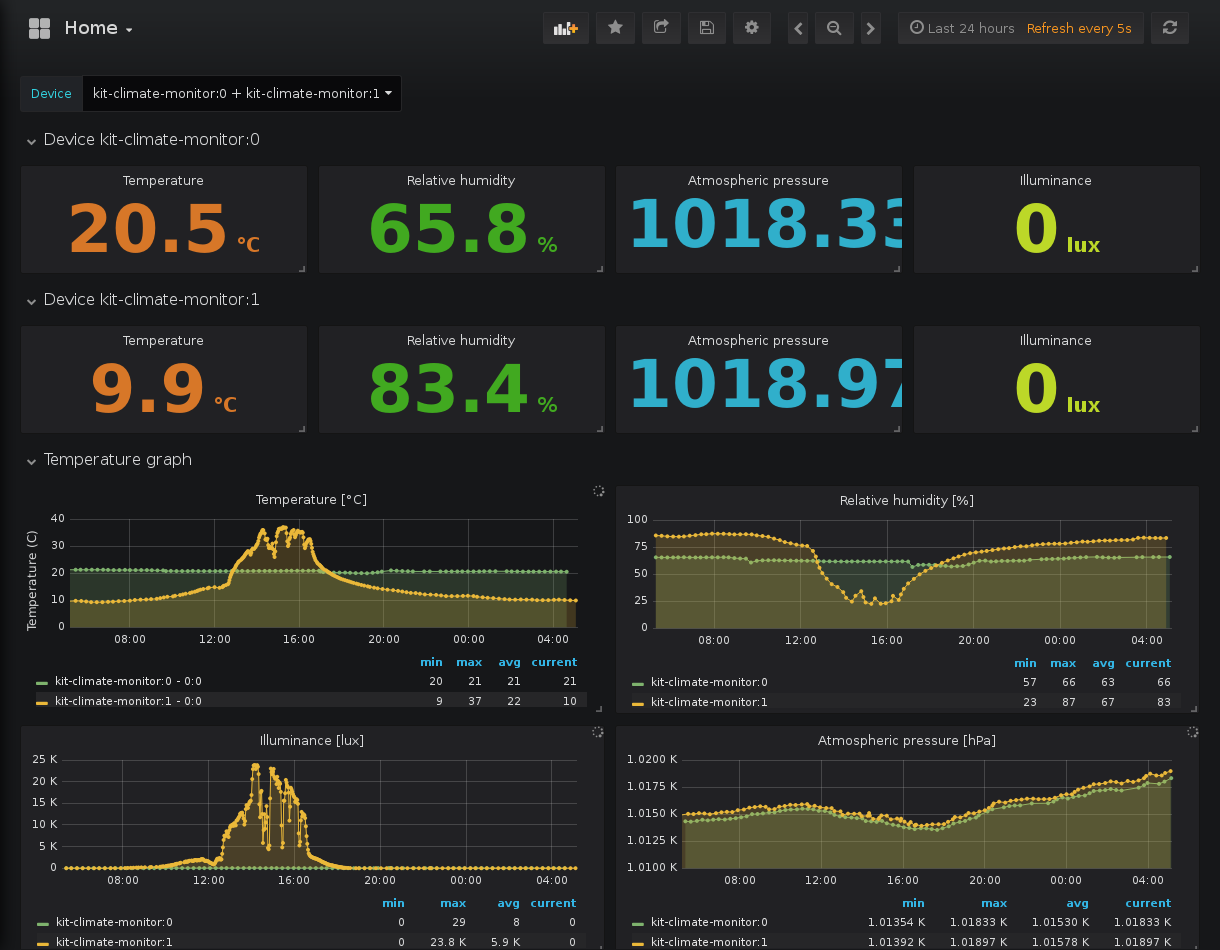 Home
Last 24 hours Refresh every 5s
Device kit-climate-monitor:0 + kit-climate-monitor:1
Device kit-climate-monitor:0
Temperature Relative humidity Atmospheric pressure Illuminance
20.5 °C 65.8 % 1018.33 0 lux
Device kit-climate-monitor:1
Temperature Relative humidity Atmospheric pressure Illuminance
9.9 °C 83.4 % 1018.97 0 lux
Temperature graph
Temperature [°C]
Temperature (C)
40
30
20
10
0
08:00 12:00 16:00 20:00 00:00 04:00
min max avg current
kit-climate-monitor:0 - 0:0 20 21 21 21
kit-climate-monitor:1 - 0:0 9 37 22 10
Relative humidity [%]
100
75
50
25
0
08:00 12:00 16:00 20:00 00:00 04:00
min max avg current
kit-climate-monitor:0 57 66 63 66
kit-climate-monitor:1 23 87 67 83
Illuminance [lux]
25 K
20 K
15 K
10 K
5 K
0
08:00 12:00 16:00 20:00 00:00 04:00
min max avg current
kit-climate-monitor:0 0 29 8 0
kit-climate-monitor:1 0 23.8 K 5.9 K 0
Atmospheric pressure [hPa]
1.0200 K
1.0175 K
1.0150 K
1.0125 K
1.0100 K
08:00 12:00 16:00 20:00 00:00 04:00
min max avg current
kit-climate-monitor:0 1.01354 K 1.01833 K 1.01530 K 1.01833 K
kit-climate-monitor:1 1.01392 K 1.01897 K 1.01578 K 1.01897 K